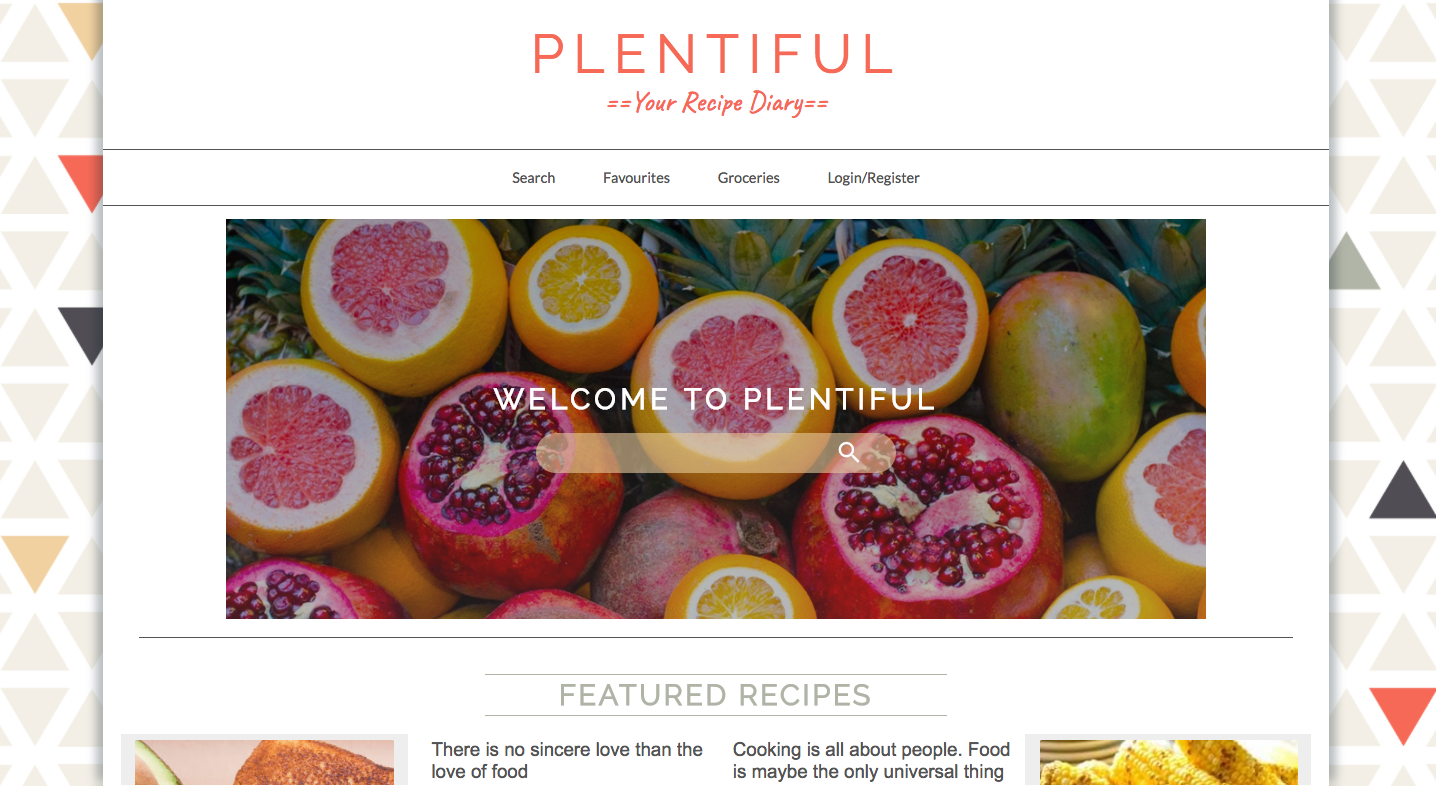 PLENTIFUL
==Your Recipe Diary==
Search Favourites Groceries Login/Register
WELCOME TO PLENTIFUL
FEATURED RECIPES
There is no sincere love than the
love of food
Cooking is all about people. Food
is maybe the only universal thing